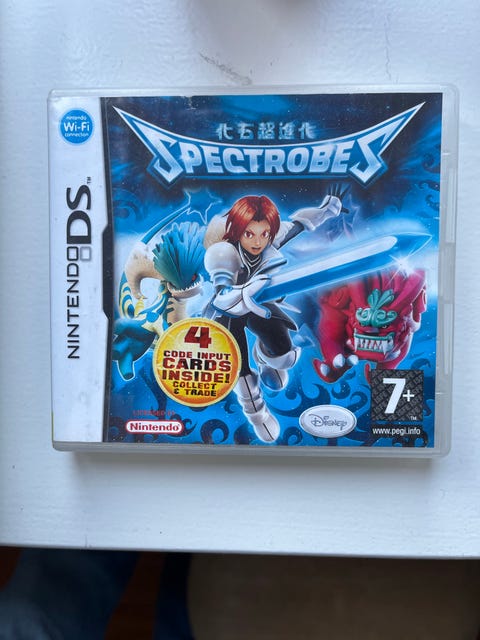 Nintendo
Wi-Fi
connection
NINTENDO DS™
化石超進化
SPECTROBES
4
CODE INPUT
CARDS
INSIDE!
COLLECT
& TRADE
LICENSED BY
Nintendo
Disney
7+
www.pegi.info